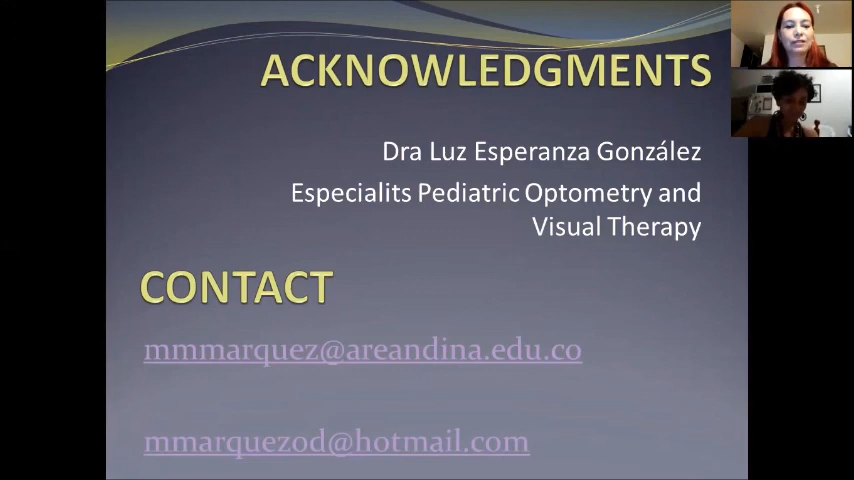 ACKNOWLEDGMENTS
Dra Luz Esperanza González
Especialits Pediatric Optometry and
Visual Therapy
CONTACT
mmmarquez@areandina.edu.co
mmarquezod@hotmail.com